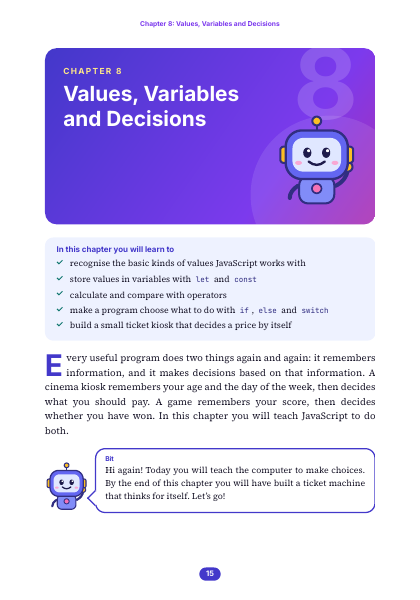 Chapter 8: Values, Variables and Decisions
8
CHAPTER 8
Values, Variables
and Decisions
In this chapter you will learn to
recognise the basic kinds of values JavaScript works with
store values in variables with let and const
calculate and compare with operators
make a program choose what to do with if, else and switch
build a small ticket kiosk that decides a price by itself
Every useful program does two things again and again: it remembers
information, and it makes decisions based on that information. A
cinema kiosk remembers your age and the day of the week, then decides
what you should pay. A game remembers your score, then decides
whether you have won. In this chapter you will teach JavaScript to do
both.
Bit
Hi again! Today you will teach the computer to make choices.
By the end of this chapter you will have built a ticket machine
that thinks for itself. Let's go!
15